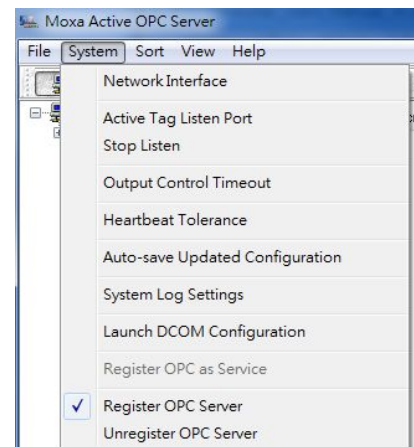 Moxa Active OPC Server
File System Sort View Help
Network Interface
Active Tag Listen Port
Stop Listen
Output Control Timeout
Heartbeat Tolerance
Auto-save Updated Configuration
System Log Settings
Launch DCOM Configuration
Register OPC as Service
Register OPC Server
Unregister OPC Server